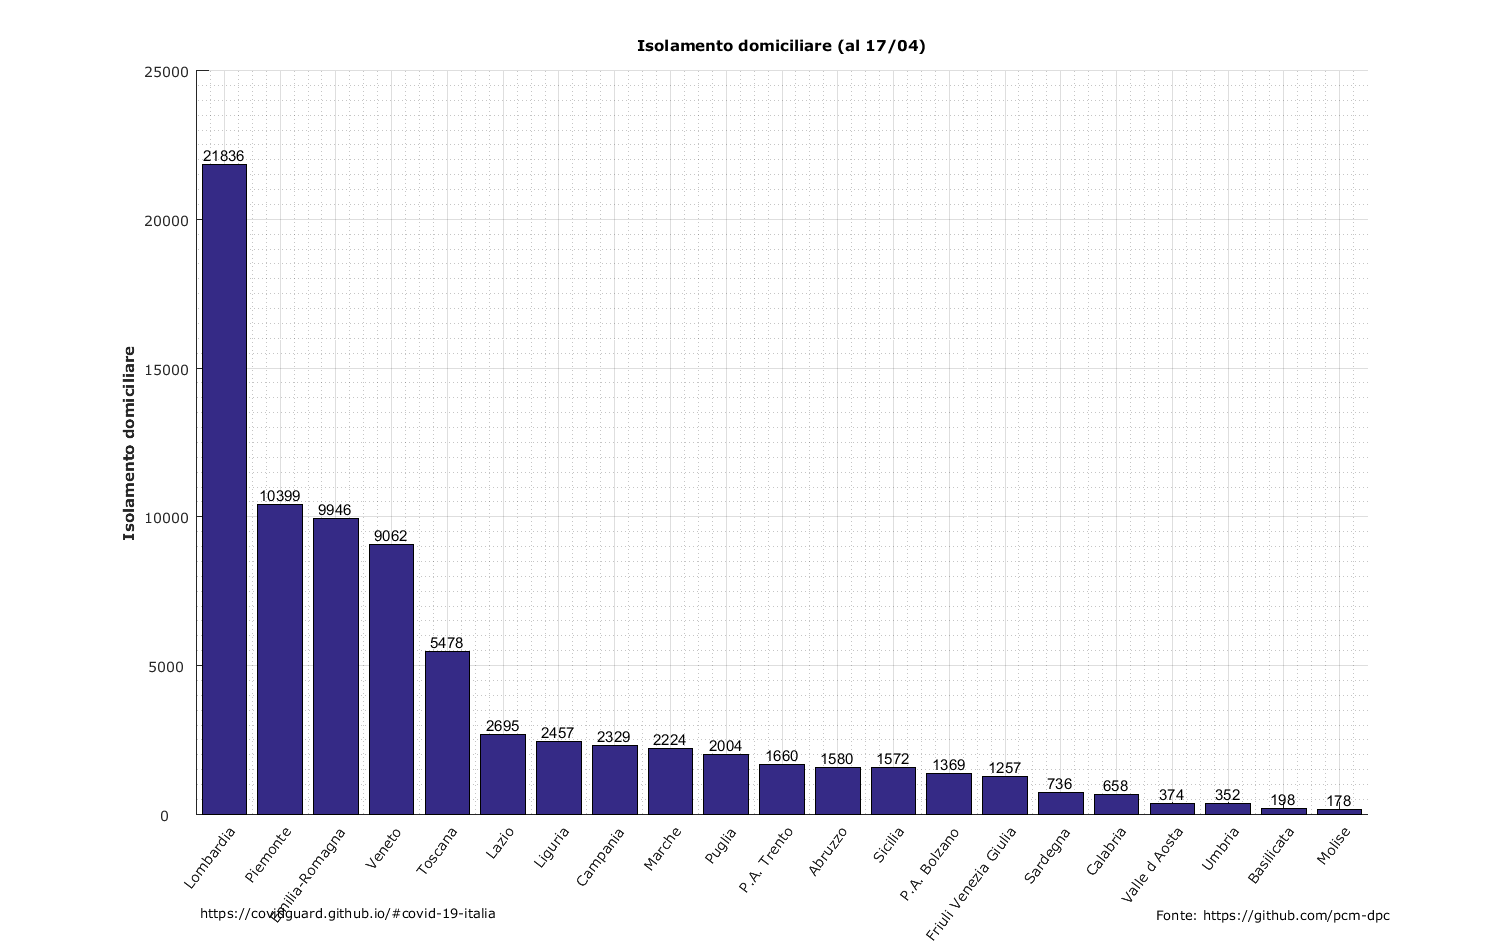 Isolamento domiciliare (al 17/04)
Isolamento domiciliare
25000
20000
15000
10000
5000
0
21836
10399
9946
9062
5478
2695
2457
2329
2224
2004
1660
1580
1572
1369
1257
736
658
374
352
198
178
Lombardia
Piemonte
Emilia-Romagna
Veneto
Toscana
Lazio
Liguria
Campania
Marche
Puglia
P.A. Trento
Abruzzo
Sicilia
P.A. Bolzano
Friuli Venezia Giulia
Sardegna
Calabria
Valle d Aosta
Umbria
Basilicata
Molise
https://covidguard.github.io/#covid-19-italia
Fonte: https://github.com/pcm-dpc